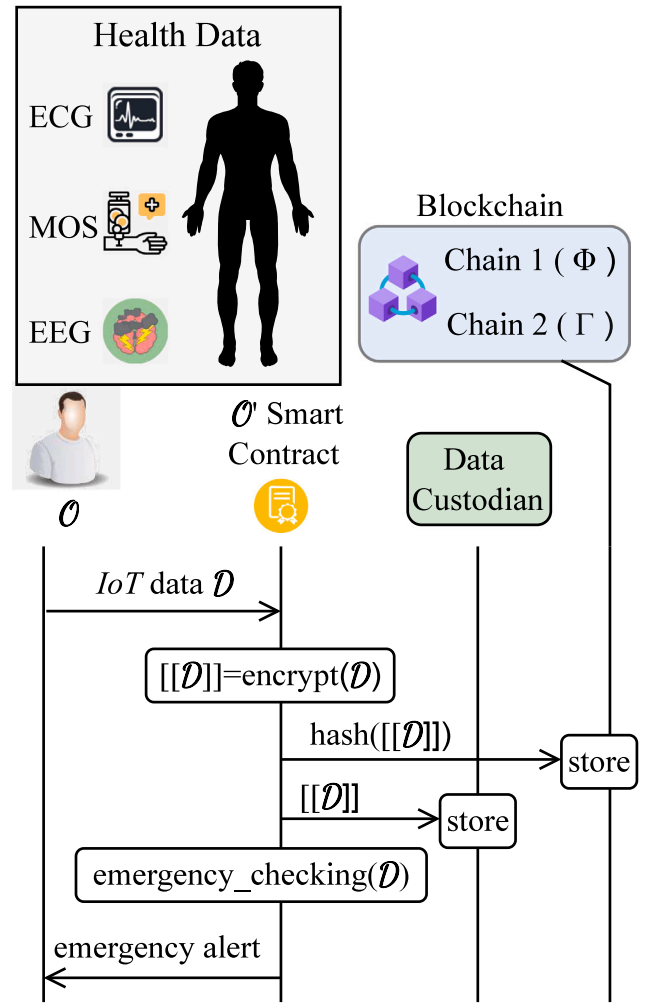 Health Data
ECG
MOS
EEG
Blockchain
Chain 1 ( Φ )
Chain 2 ( Γ )
𝒪
𝒪' Smart
Contract
Data
Custodian
IoT data 𝒟
[[𝒟]]=encrypt(𝒟)
hash([[𝒟]])
store
[[𝒟]]
store
emergency_checking(𝒟)
emergency alert